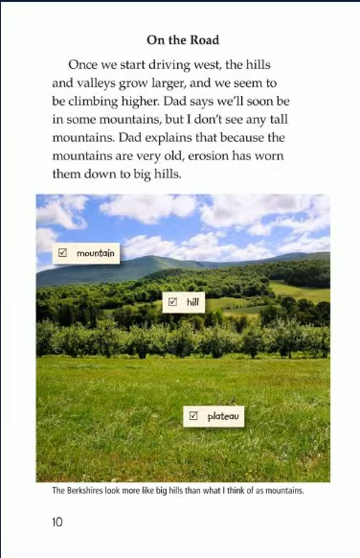 On the Road
Once we start driving west, the hills
and valleys grow larger, and we seem to
be climbing higher. Dad says we'll soon be
in some mountains, but I don't see any tall
mountains. Dad explains that because the
mountains are very old, erosion has worn
them down to big hills.
☑ mountain
☑ hill
☑ plateau
The Berkshires look more like big hills than what I think of as mountains.
10